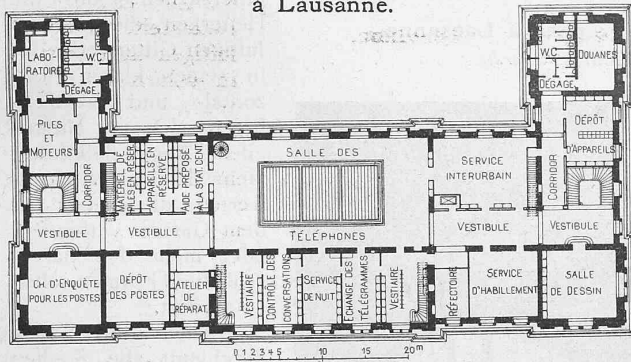 à Lausanne.
LABO-
RATOIRE
W.C.
DÉGAGE.
W.C.
DOUANES
DÉGAGE
PILES
ET
MOTEURS
CORRIDOR
MATÉRIEL DE
PILES EN RÉSER.
APPAREILS EN
RÉSERVE
AIDE PRÉPOSÉ
A LA STAT. CENT.
SALLE DES
TÉLÉPHONES
SERVICE
INTERURBAIN
DÉPÔT
D'APPAREILS
CORRIDOR
VESTIBULE
VESTIBULE
VESTIBULE
VESTIBULE
CH. D'ENQUÊTE
POUR LES POSTES
DÉPÔT
DES POSTES
ATELIER
DE
RÉPARAT.
VESTIAIRE
CONTRÔLE DES
CONVERSATIONS
SERVICE
DE NUIT
ÉCHANGE DES
TÉLÉGRAMMES
VESTIAIRE
RÉFECTOIRE
SERVICE
D'HABILLEMENT
SALLE
DE DESSIN
0 1 2 3 4 5 10 15 20 m